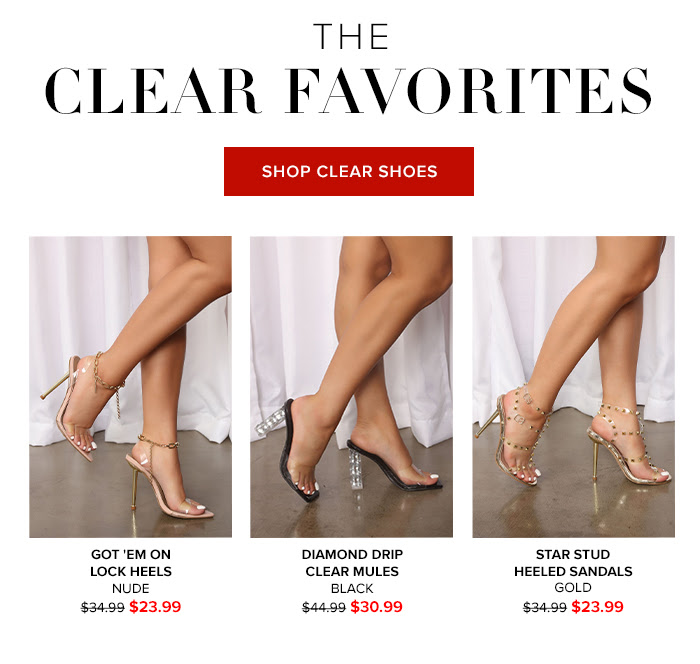 THE
CLEAR FAVORITES
SHOP CLEAR SHOES
GOT 'EM ON
LOCK HEELS
NUDE
$34.99 $23.99
DIAMOND DRIP
CLEAR MULES
BLACK
$44.99 $30.99
STAR STUD
HEELED SANDALS
GOLD
$34.99 $23.99